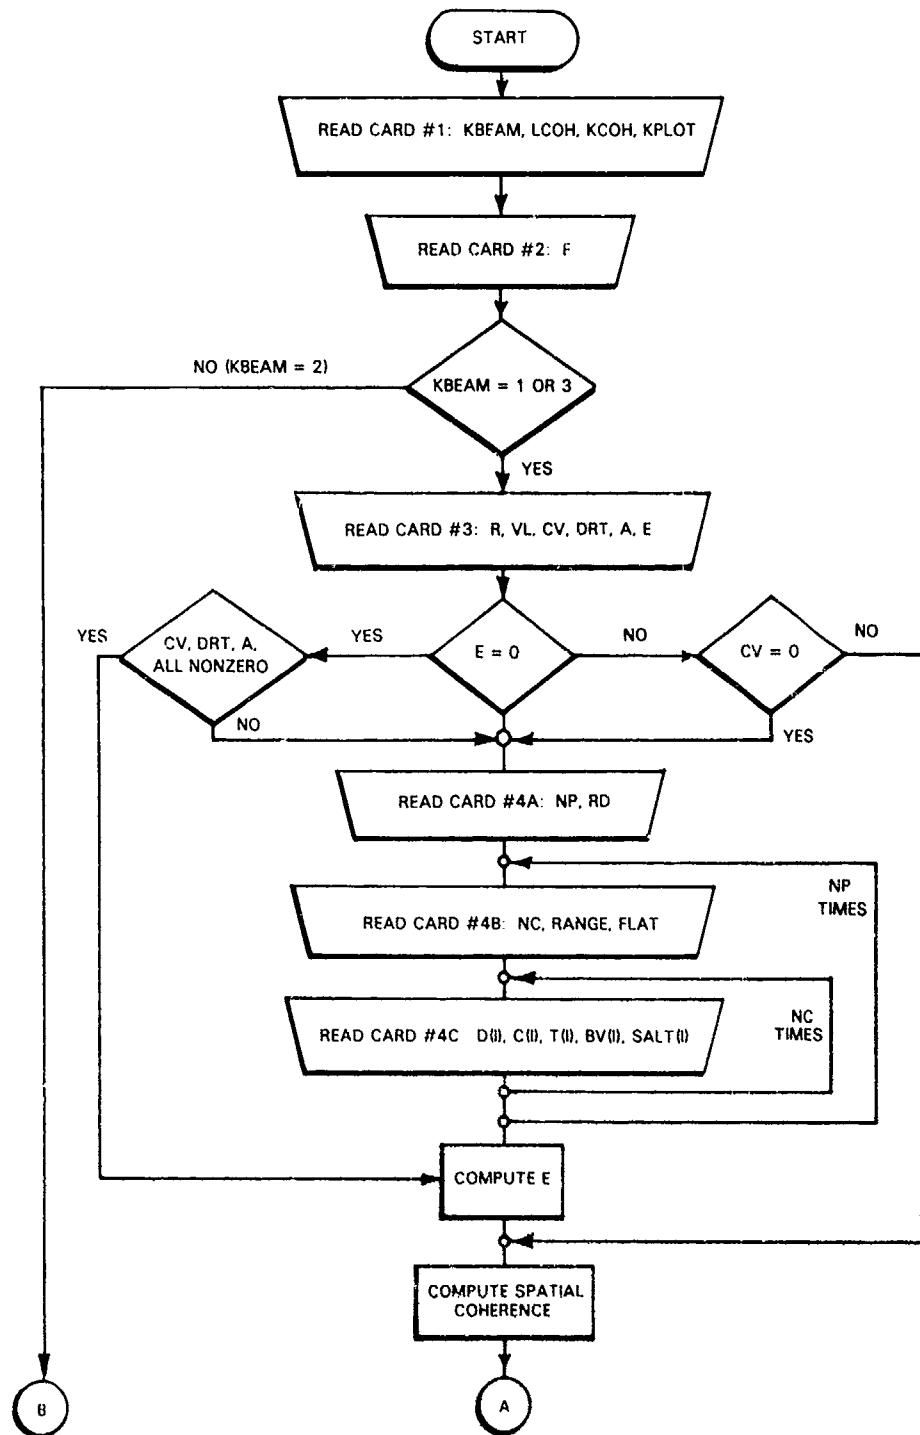 START
READ CARD #1: KBEAM, LCOH, KCOH, KPLOT
READ CARD #2: F
NO (KBEAM = 2)
KBEAM = 1 OR 3
YES
READ CARD #3: R, VL, CV, DRT, A, E
YES
CV, DRT, A,
ALL NONZERO
YES
E = 0
NO
CV = 0
NO
NO
YES
READ CARD #4A: NP, RD
NP
TIMES
READ CARD #4B: NC, RANGE, FLAT
NC
TIMES
READ CARD #4C D(I), C(I), T(I), BV(I), SALT(I)
COMPUTE E
COMPUTE SPATIAL
COHERENCE
B
A